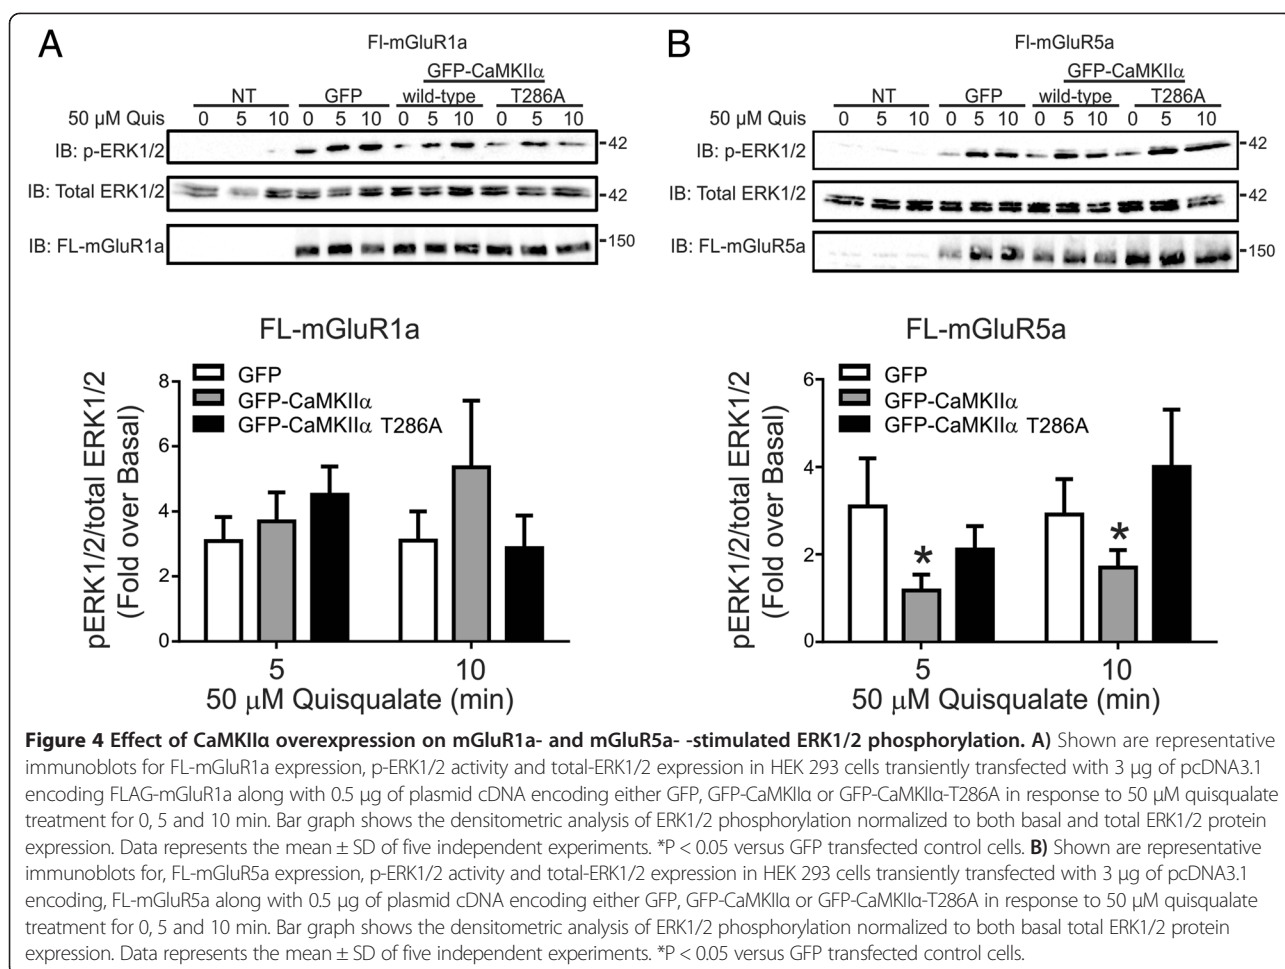 A
Fl-mGluR1a
GFP-CaMKIIα
NT GFP wild-type T286A
50 µM Quis 0 5 10 0 5 10 0 5 10 0 5 10
IB: p-ERK1/2 -42
IB: Total ERK1/2 -42
IB: FL-mGluR1a -150
FL-mGluR1a
GFP
GFP-CaMKIIα
GFP-CaMKIIα T286A
pERK1/2/total ERK1/2
(Fold over Basal)
8
6
4
2
0
5 10
50 µM Quisqualate (min)
B
Fl-mGluR5a
GFP-CaMKIIα
NT GFP wild-type T286A
50 µM Quis 0 5 10 0 5 10 0 5 10 0 5 10
IB: p-ERK1/2 -42
IB: Total ERK1/2 -42
IB: FL-mGluR5a -150
FL-mGluR5a
GFP
GFP-CaMKIIα
GFP-CaMKIIα T286A
pERK1/2/total ERK1/2
(Fold over Basal)
6
4
2
0
* *
5 10
50 µM Quisqualate (min)
Figure 4 Effect of CaMKIIα overexpression on mGluR1a- and mGluR5a- -stimulated ERK1/2 phosphorylation. A) Shown are representative
immunoblots for FL-mGluR1a expression, p-ERK1/2 activity and total-ERK1/2 expression in HEK 293 cells transiently transfected with 3 µg of pcDNA3.1
encoding FLAG-mGluR1a along with 0.5 µg of plasmid cDNA encoding either GFP, GFP-CaMKIIα or GFP-CaMKIIα-T286A in response to 50 µM quisqualate
treatment for 0, 5 and 10 min. Bar graph shows the densitometric analysis of ERK1/2 phosphorylation normalized to both basal and total ERK1/2 protein
expression. Data represents the mean ± SD of five independent experiments. *P < 0.05 versus GFP transfected control cells. B) Shown are representative
immunoblots for, FL-mGluR5a expression, p-ERK1/2 activity and total-ERK1/2 expression in HEK 293 cells transiently transfected with 3 µg of pcDNA3.1
encoding, FL-mGluR5a along with 0.5 µg of plasmid cDNA encoding either GFP, GFP-CaMKIIα or GFP-CaMKIIα-T286A in response to 50 µM quisqualate
treatment for 0, 5 and 10 min. Bar graph shows the densitometric analysis of ERK1/2 phosphorylation normalized to both basal total ERK1/2 protein
expression. Data represents the mean ± SD of five independent experiments. *P < 0.05 versus GFP transfected control cells.